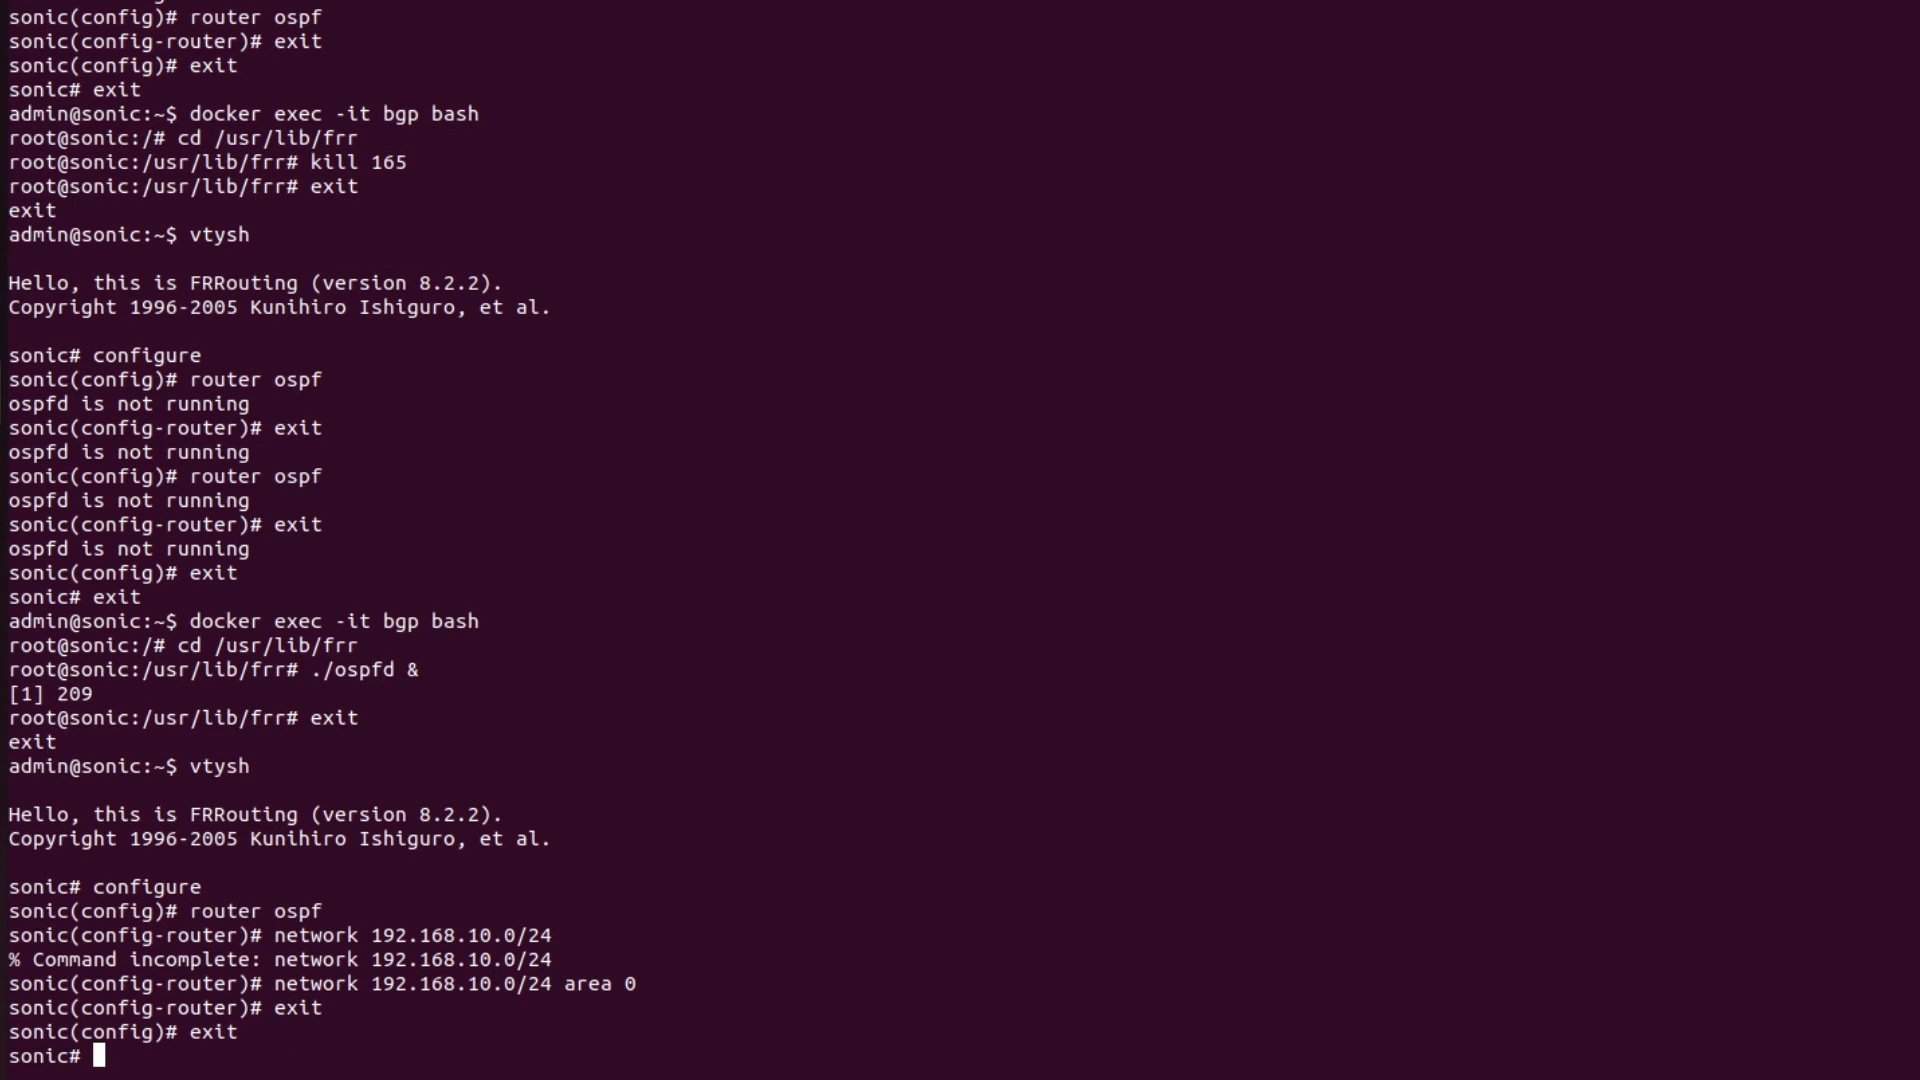 sonic(config)# router ospf
sonic(config-router)# exit
sonic(config)# exit
sonic# exit
admin@sonic:~$ docker exec -it bgp bash
root@sonic:/# cd /usr/lib/frr
root@sonic:/usr/lib/frr# kill 165
root@sonic:/usr/lib/frr# exit
exit
admin@sonic:~$ vtysh

Hello, this is FRRouting (version 8.2.2).
Copyright 1996-2005 Kunihiro Ishiguro, et al.

sonic# configure
sonic(config)# router ospf
ospfd is not running
sonic(config-router)# exit
ospfd is not running
sonic(config)# router ospf
ospfd is not running
sonic(config-router)# exit
ospfd is not running
sonic(config)# exit
sonic# exit
admin@sonic:~$ docker exec -it bgp bash
root@sonic:/# cd /usr/lib/frr
root@sonic:/usr/lib/frr# ./ospfd &
[1] 209
root@sonic:/usr/lib/frr# exit
exit
admin@sonic:~$ vtysh

Hello, this is FRRouting (version 8.2.2).
Copyright 1996-2005 Kunihiro Ishiguro, et al.

sonic# configure
sonic(config)# router ospf
sonic(config-router)# network 192.168.10.0/24
% Command incomplete: network 192.168.10.0/24
sonic(config-router)# network 192.168.10.0/24 area 0
sonic(config-router)# exit
sonic(config)# exit
sonic#